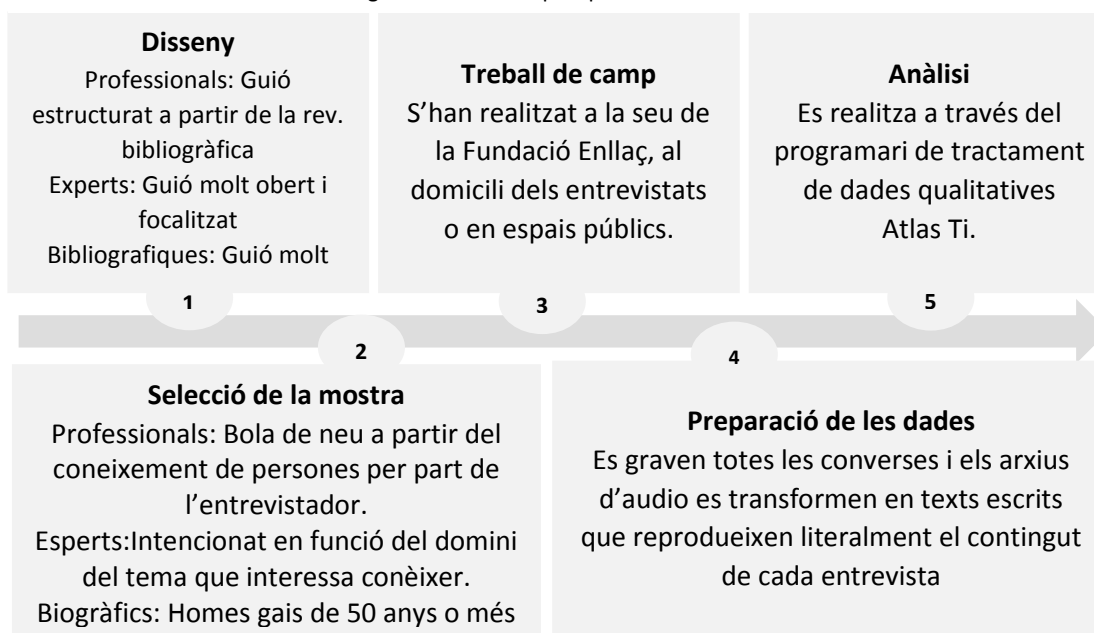 Disseny
Professionals: Guió
estructurat a partir de la rev.
bibliogràfica
Experts: Guió molt obert i
focalitzat
Bibliografiques: Guió molt
1
Treball de camp
S’han realitzat a la seu de
la Fundació Enllaç, al
domicili dels entrevistats
o en espais públics.
3
Anàlisi
Es realitza a través del
programari de tractament
de dades qualitatives
Atlas Ti.
5
2
Selecció de la mostra
Professionals: Bola de neu a partir del
coneixement de persones per part de
l’entrevistador.
Esperts:Intencionat en funció del domini
del tema que interessa conèixer.
Biogràfics: Homes gais de 50 anys o més
4
Preparació de les dades
Es graven totes les converses i els arxius
d’audio es transformen en texts escrits
que reprodueixen literalment el contingut
de cada entrevista